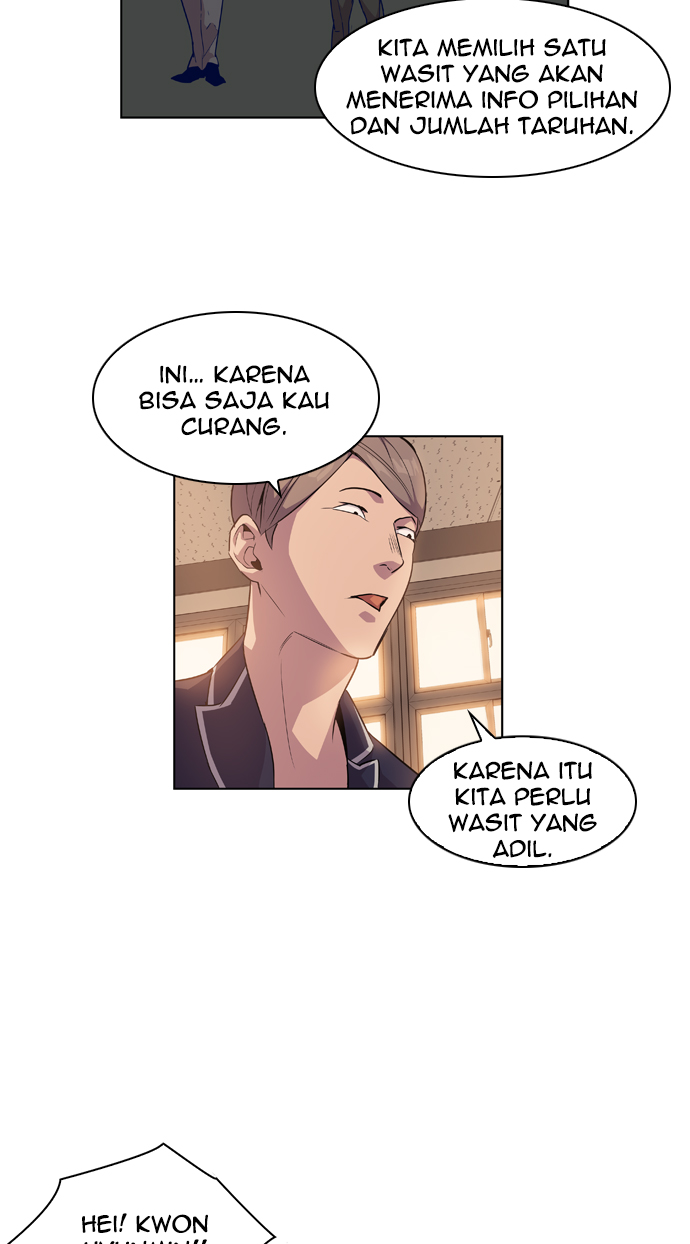 KITA MEMILIH SATU
WASIT YANG AKAN
MENERIMA INFO PILIHAN
DAN JUMLAH TARUHAN.
INI... KARENA
BISA SAJA KAU
CURANG.
KARENA ITU
KITA PERLU
WASIT YANG
ADIL.
HEI! KWON